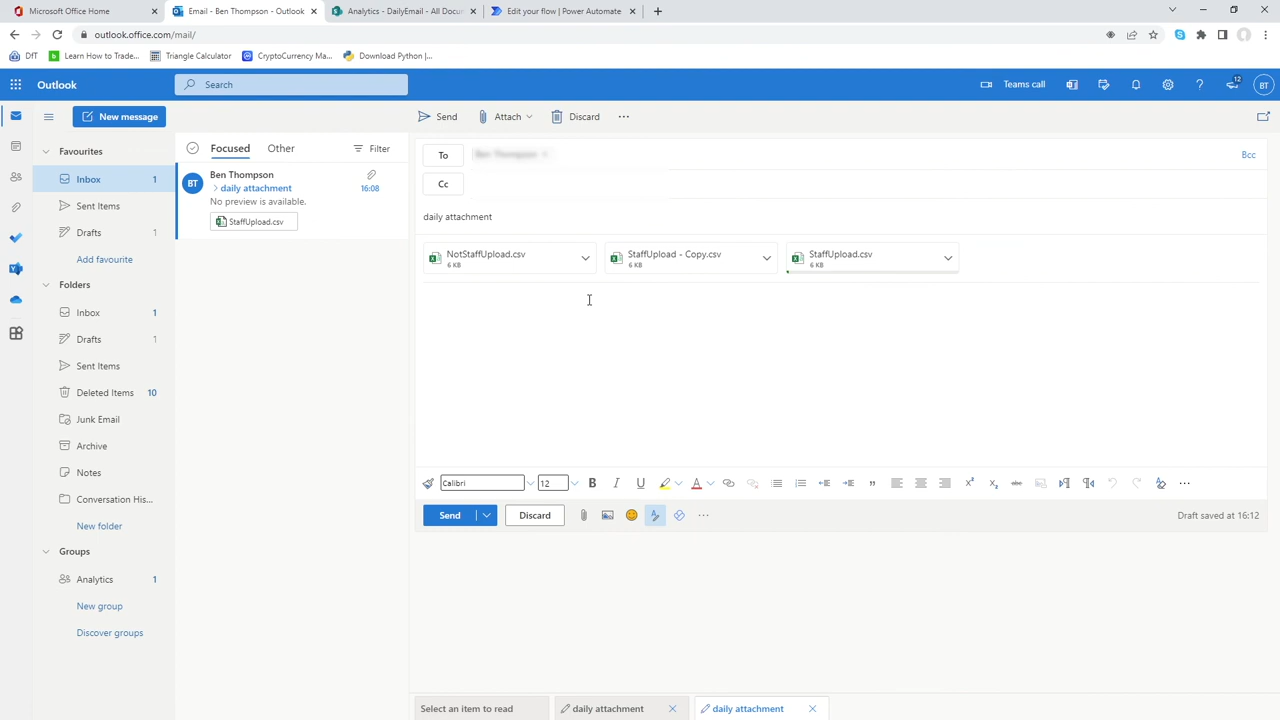 Microsoft Office Home
Email - Ben Thompson - Outlook
Analytics - DailyEmail - All Docu
Edit your flow | Power Automate
outlook.office.com/mail/
DfT
Learn How to Trade...
Triangle Calculator
CryptoCurrency Ma...
Download Python |...
Outlook
Search
Teams call
12
BT
New message
Send
Attach
Discard
Favourites
Inbox 1
Sent Items
Drafts 1
Add favourite
Folders
Inbox 1
Drafts 1
Sent Items
Deleted Items 10
Junk Email
Archive
Notes
Conversation His...
New folder
Groups
Analytics 1
New group
Discover groups
Focused
Other
Filter
BT
Ben Thompson
daily attachment 16:08
No preview is available.
StaffUpload.csv
To
Ben Thompson
Bcc
Cc
daily attachment
NotStaffUpload.csv
6 KB
StaffUpload - Copy.csv
6 KB
StaffUpload.csv
6 KB
Calibri
12
B I U
Send
Discard
Draft saved at 16:12
Select an item to read
daily attachment
daily attachment